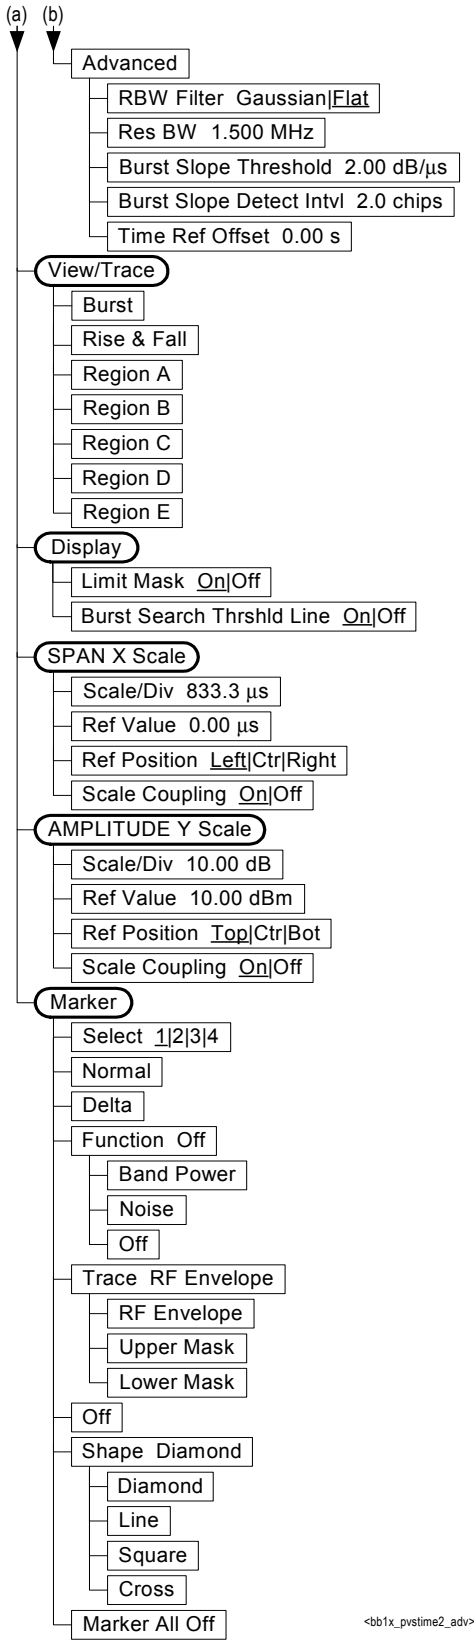 (a) (b)
Advanced
RBW Filter Gaussian|Flat
Res BW 1.500 MHz
Burst Slope Threshold 2.00 dB/μs
Burst Slope Detect Intvl 2.0 chips
Time Ref Offset 0.00 s
View/Trace
Burst
Rise & Fall
Region A
Region B
Region C
Region D
Region E
Display
Limit Mask On|Off
Burst Search Thrshld Line On|Off
SPAN X Scale
Scale/Div 833.3 μs
Ref Value 0.00 μs
Ref Position Left|Ctr|Right
Scale Coupling On|Off
AMPLITUDE Y Scale
Scale/Div 10.00 dB
Ref Value 10.00 dBm
Ref Position Top|Ctr|Bot
Scale Coupling On|Off
Marker
Select 1|2|3|4
Normal
Delta
Function Off
Band Power
Noise
Off
Trace RF Envelope
RF Envelope
Upper Mask
Lower Mask
Off
Shape Diamond
Diamond
Line
Square
Cross
Marker All Off
<bb1x_pvstime2_adv>